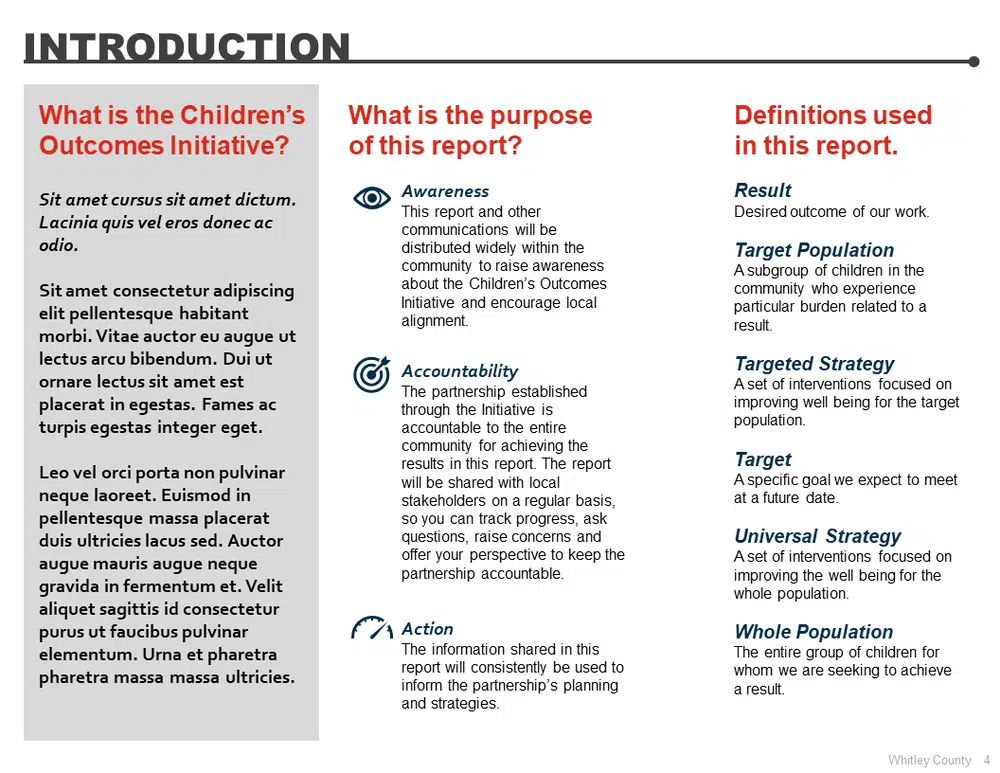 INTRODUCTION
What is the Children's
Outcomes Initiative?
Sit amet cursus sit amet dictum.
Lacinia quis vel eros donec ac
odio.
Sit amet consectetur adipiscing
elit pellentesque habitant
morbi. Vitae auctor eu augue ut
lectus arcu bibendum. Dui ut
ornare lectus sit amet est
placerat in egestas. Fames ac
turpis egestas integer eget.
Leo vel orci porta non pulvinar
neque laoreet. Euismod in
pellentesque massa placerat
duis ultricies lacus sed. Auctor
augue mauris augue neque
gravida in fermentum et. Velit
aliquet sagittis id consectetur
purus ut faucibus pulvinar
elementum. Urna et pharetra
pharetra massa massa ultricies.
What is the purpose
of this report?
Awareness
This report and other
communications will be
distributed widely within the
community to raise awareness
about the Children's Outcomes
Initiative and encourage local
alignment.
Accountability
The partnership established
through the Initiative is
accountable to the entire
community for achieving the
results in this report. The report
will be shared with local
stakeholders on a regular basis,
so you can track progress, ask
questions, raise concerns and
offer your perspective to keep the
partnership accountable.
Action
The information shared in this
report will consistently be used to
inform the partnership's planning
and strategies.
Definitions used
in this report.
Result
Desired outcome of our work.
Target Population
A subgroup of children in the
community who experience
particular burden related to a
result.
Targeted Strategy
A set of interventions focused on
improving well being for the target
population.
Target
A specific goal we expect to meet
at a future date.
Universal Strategy
A set of interventions focused on
improving the well being for the
whole population.
Whole Population
The entire group of children for
whom we are seeking to achieve
a result.
Whitley County 4